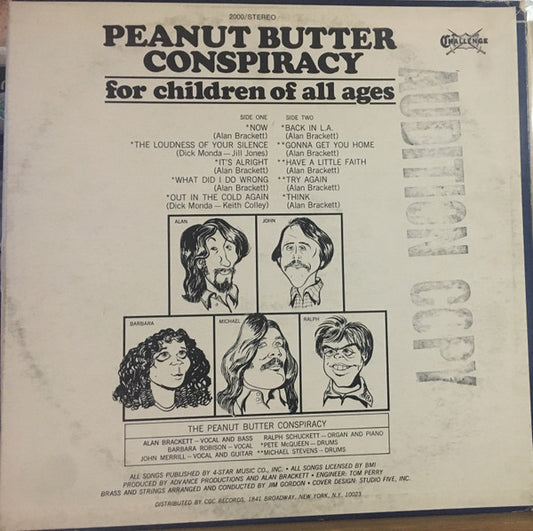 2000/STEREO
Challenge
PEANUT BUTTER
CONSPIRACY
for children of all ages
SIDE ONE
*NOW
(Alan Brackett)
*THE LOUDNESS OF YOUR SILENCE
(Dick Monda — Jill Jones)
*IT'S ALRIGHT
(Alan Brackett)
*WHAT DID I DO WRONG
(Alan Brackett)
*OUT IN THE COLD AGAIN
(Dick Monda — Keith Colley)
SIDE TWO
*BACK IN L.A.
(Alan Brackett)
**GONNA GET YOU HOME
(Alan Brackett)
**HAVE A LITTLE FAITH
(Alan Brackett)
**TRY AGAIN
(Alan Brackett)
*THINK
(Alan Brackett)
AUDITION COPY
ALAN
JOHN
BARBARA
MICHAEL
RALPH
THE PEANUT BUTTER CONSPIRACY
ALAN BRACKETT — VOCAL AND BASS
BARBARA ROBISON — VOCAL
JOHN MERRILL — VOCAL AND GUITAR
RALPH SCHUCKETT — ORGAN AND PIANO
*PETE McQUEEN — DRUMS
**MICHAEL STEVENS - DRUMS
ALL SONGS PUBLISHED BY 4-STAR MUSIC CO., INC. • ALL SONGS LICENSED BY BMI
PRODUCED BY ADVANCE PRODUCTIONS AND ALAN BRACKETT • ENGINEER: TOM PERRY
BRASS AND STRINGS ARRANGED AND CONDUCTED BY JIM GORDON • COVER DESIGN: STUDIO FIVE, INC.
DISTRIBUTED BY CGC RECORDS, 1841 BROADWAY, NEW YORK, N.Y. 10023